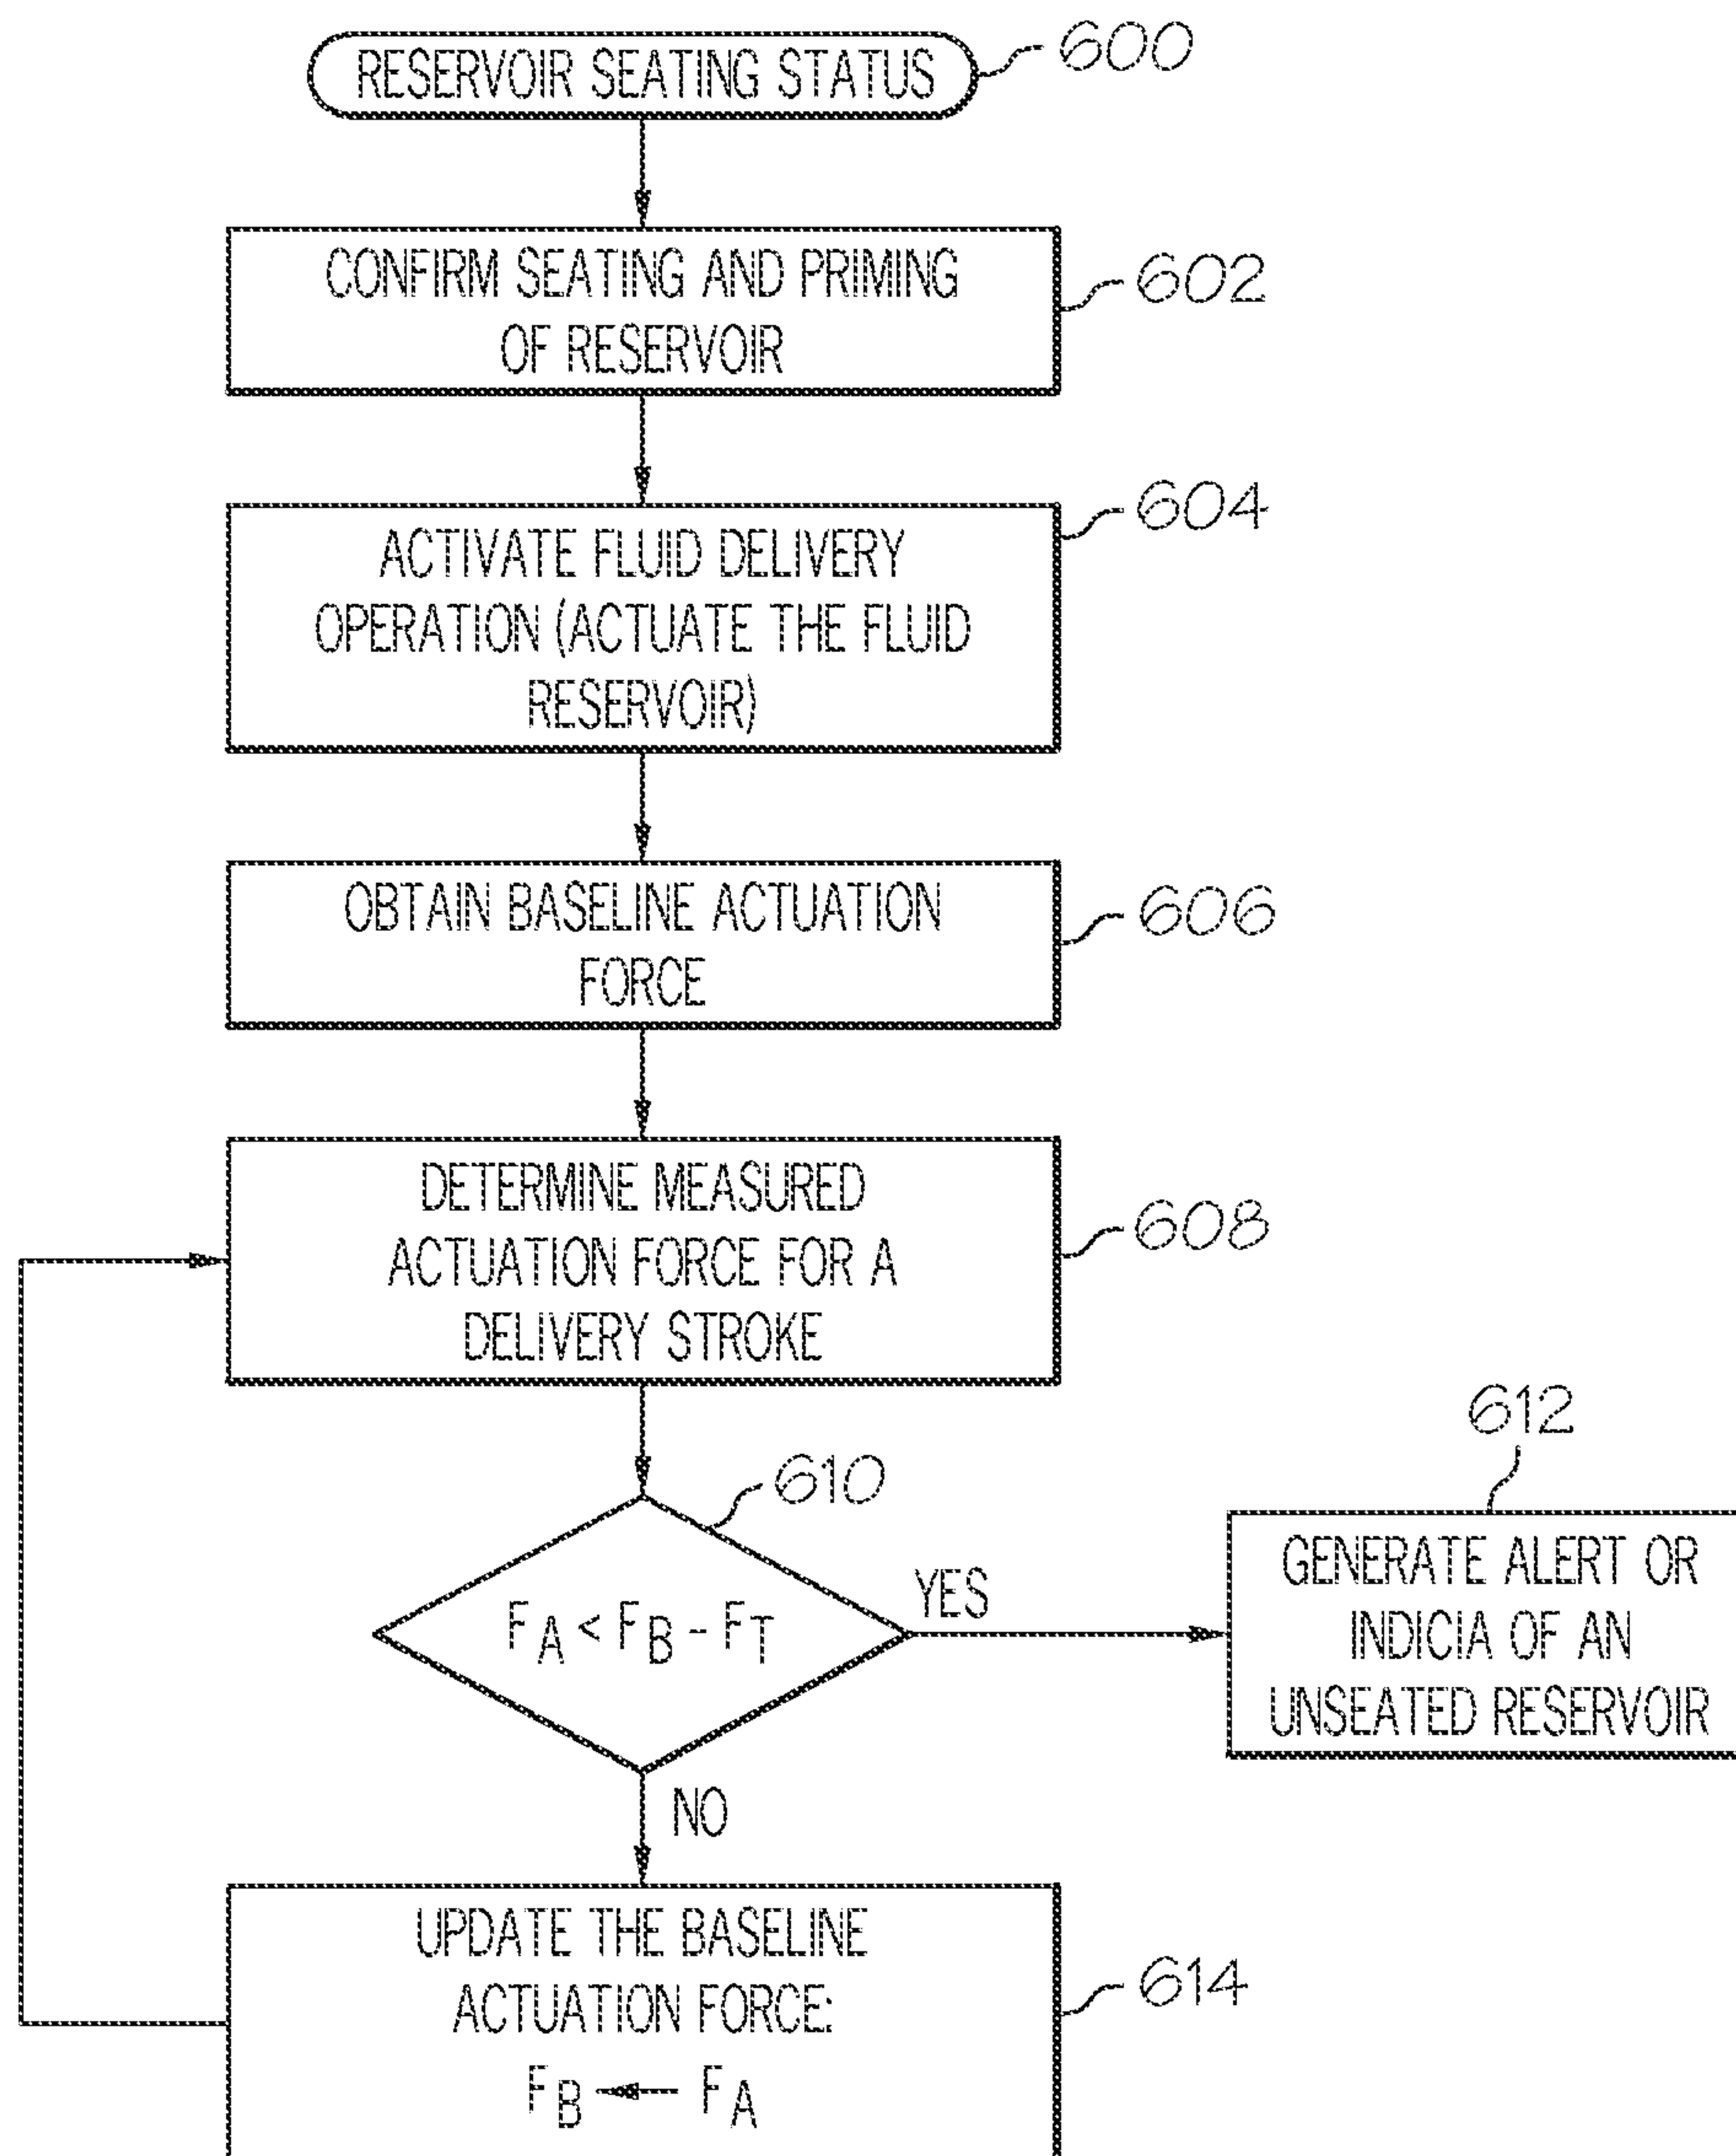 RESERVOIR SEATING STATUS
600
CONFIRM SEATING AND PRIMING
OF RESERVOIR
602
ACTIVATE FLUID DELIVERY
OPERATION (ACTUATE THE FLUID
RESERVOIR)
604
OBTAIN BASELINE ACTUATION
FORCE
606
DETERMINE MEASURED
ACTUATION FORCE FOR A
DELIVERY STROKE
608
610
FA < FB - FT
YES
612
GENERATE ALERT OR
INDICIA OF AN
UNSEATED RESERVOIR
NO
UPDATE THE BASELINE
ACTUATION FORCE:
FB ← FA
614